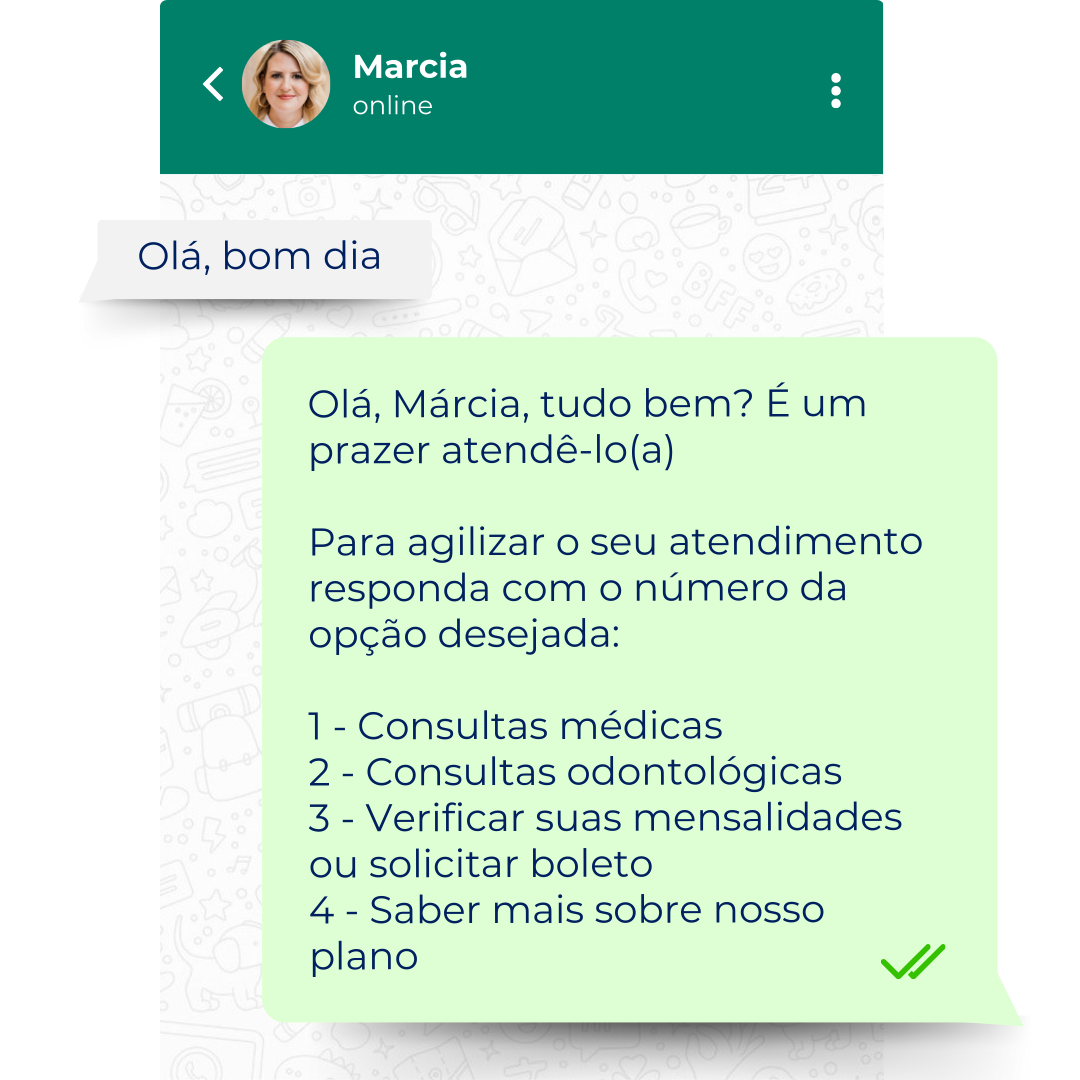 Marcia
online
Olá, bom dia
Olá, Márcia, tudo bem? É um
prazer atendê-lo(a)
Para agilizar o seu atendimento
responda com o número da
opção desejada:
1 - Consultas médicas
2 - Consultas odontológicas
3 - Verificar suas mensalidades
ou solicitar boleto
4 - Saber mais sobre nosso
plano